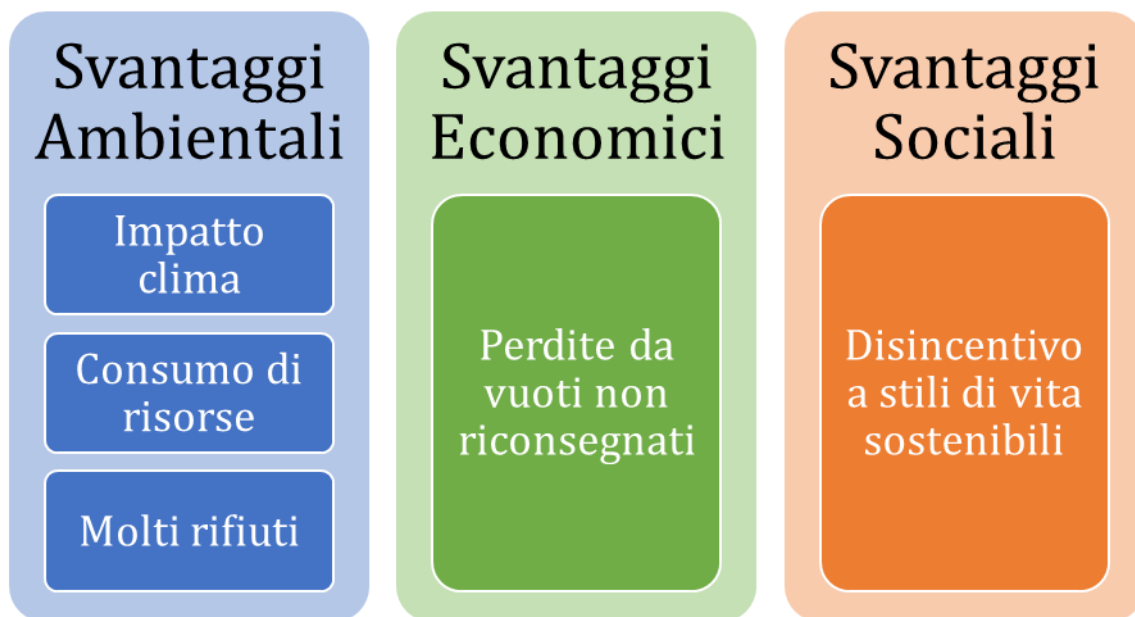 Svantaggi
Ambientali
Impatto
clima
Consumo di
risorse
Molti rifiuti
Svantaggi
Economici
Perdite da
vuoti non
riconsegnati
Svantaggi
Sociali
Disincentivo
a stili di vita
sostenibili